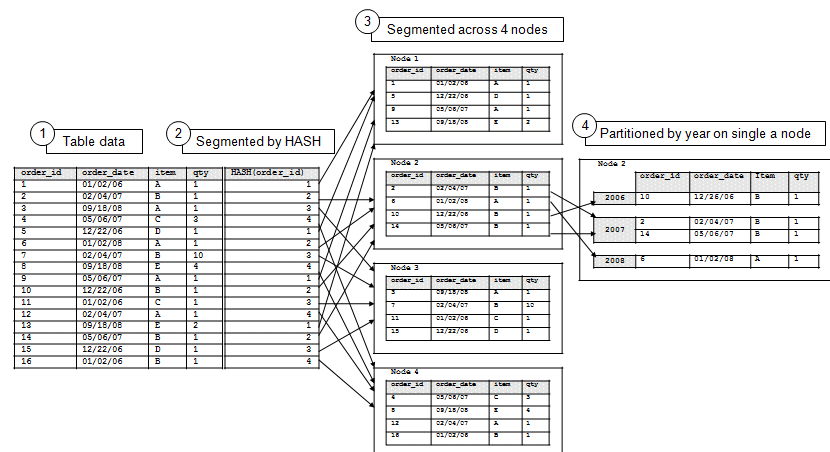 1 Table data
order_id order_date item qty
1 01/02/06 A 1
2 02/04/07 B 1
3 09/18/08 A 1
4 05/06/07 C 3
5 12/22/06 D 1
6 01/02/08 A 1
7 02/04/07 B 10
8 09/18/08 E 4
9 05/06/07 A 1
10 12/22/06 B 1
11 01/02/06 C 1
12 02/04/07 A 1
13 09/18/08 E 2
14 05/06/07 B 1
15 12/22/06 D 1
16 01/02/06 B 1
2 Segmented by HASH
HASH(order_id)
1
2
3
4
1
2
3
4
1
2
3
4
1
2
3
4
3 Segmented across 4 nodes
Node 1
order_id order_date item qty
1 01/02/06 A 1
5 12/22/06 D 1
9 05/06/07 A 1
13 09/18/08 E 2
Node 2
order_id order_date item qty
2 02/04/07 B 1
6 01/02/08 A 1
10 12/22/06 B 1
14 05/06/07 B 1
Node 3
order_id order_date item qty
3 09/18/08 A 1
7 02/04/07 B 10
11 01/02/06 C 1
15 12/22/06 D 1
Node 4
order_id order_date item qty
4 05/06/07 C 3
8 09/18/08 E 4
12 02/04/07 A 1
16 01/02/06 B 1
4 Partitioned by year on single a node
Node 2
order_id order_date Item qty
2006 10 12/26/06 B 1
2007 2 02/04/07 B 1
14 05/06/07 B 1
2008 6 01/02/08 A 1